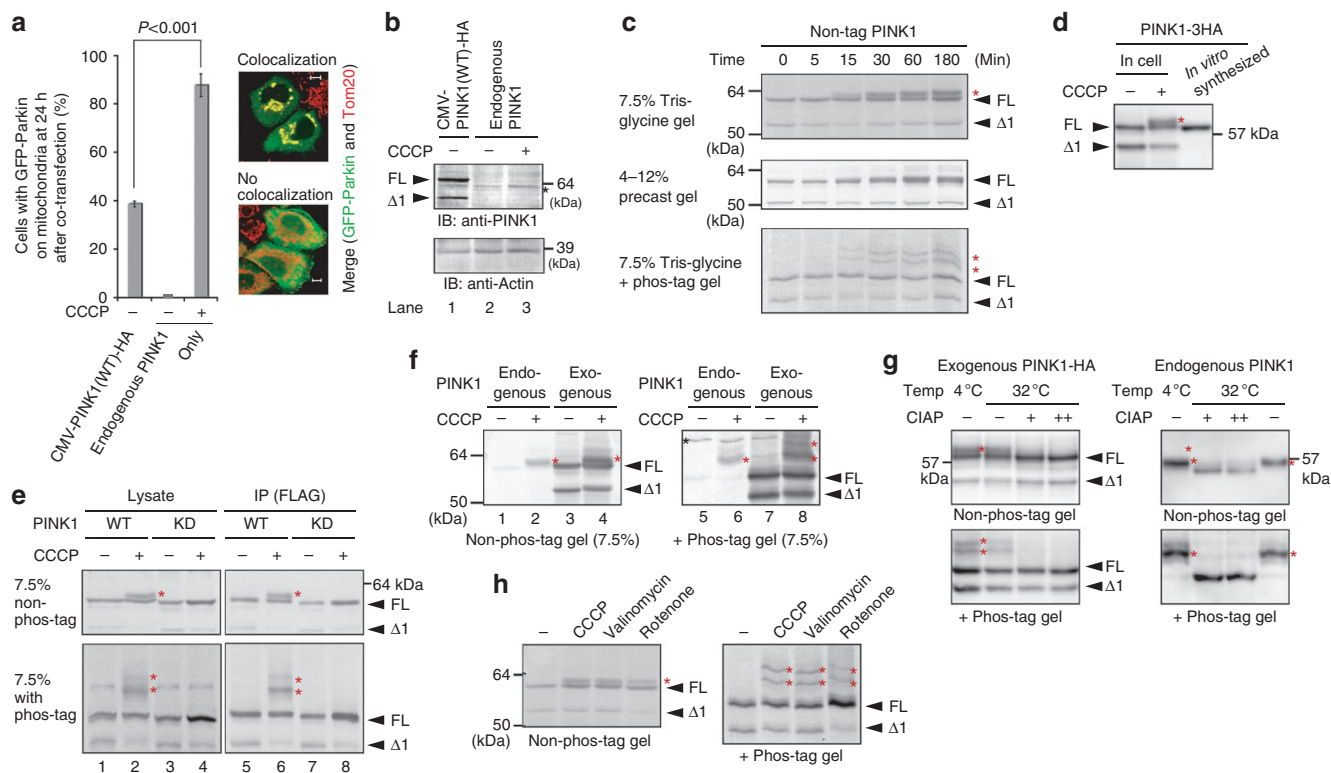 a
P<0.001
100
80
60
40
20
0
Cells with GFP-Parkin
on mitochondria at 24 h
after co-transfection (%)
CCCP – – +
CMV-PINK1(WT)-HA
Endogenous PINK1
Only
Colocalization
No
colocalization
Merge (GFP-Parkin and Tom20)
b
CMV-
PINK1(WT)-HA
Endogenous
PINK1
CCCP – – +
FL
Δ1
64
*
(kDa)
IB: anti-PINK1
39
(kDa)
IB: anti-Actin
Lane 1 2 3
c
Non-tag PINK1
Time 0 5 15 30 60 180 (Min)
7.5% Tris-
glycine gel
64
50
(kDa)
*
FL
Δ1
4–12%
precast gel
64
50
(kDa)
FL
Δ1
7.5% Tris-glycine
+ phos-tag gel
*
*
FL
Δ1
d
PINK1-3HA
In cell
In vitro
synthesized
CCCP – +
FL
Δ1
*
57 kDa
e
Lysate IP (FLAG)
PINK1 WT KD WT KD
CCCP – + – + – + – +
7.5%
non-
phos-tag
* *
64 kDa
FL
Δ1
7.5%
with
phos-tag
* *
* *
FL
Δ1
1 2 3 4 5 6 7 8
f
PINK1 Endo-
genous Exo-
genous
CCCP – + – +
64
50
(kDa)
* *
FL
Δ1
1 2 3 4
Non-phos-tag gel (7.5%)
PINK1 Endo-
genous Exo-
genous
CCCP – + – +
* * * *
FL
Δ1
5 6 7 8
+ Phos-tag gel (7.5%)
g
Exogenous PINK1-HA
Temp 4 °C 32 °C
CIAP – – + ++
57
kDa
*
FL
Δ1
Non-phos-tag gel
*
*
FL
Δ1
+ Phos-tag gel
Endogenous PINK1
Temp 4 °C 32 °C
CIAP – + ++ –
* * *
57
kDa
Non-phos-tag gel
* * *
+ Phos-tag gel
h
– CCCP Valinomycin Rotenone
64
50
(kDa)
*
FL
Δ1
Non-phos-tag gel
– CCCP Valinomycin Rotenone
* * *
* * *
FL
Δ1
+ Phos-tag gel